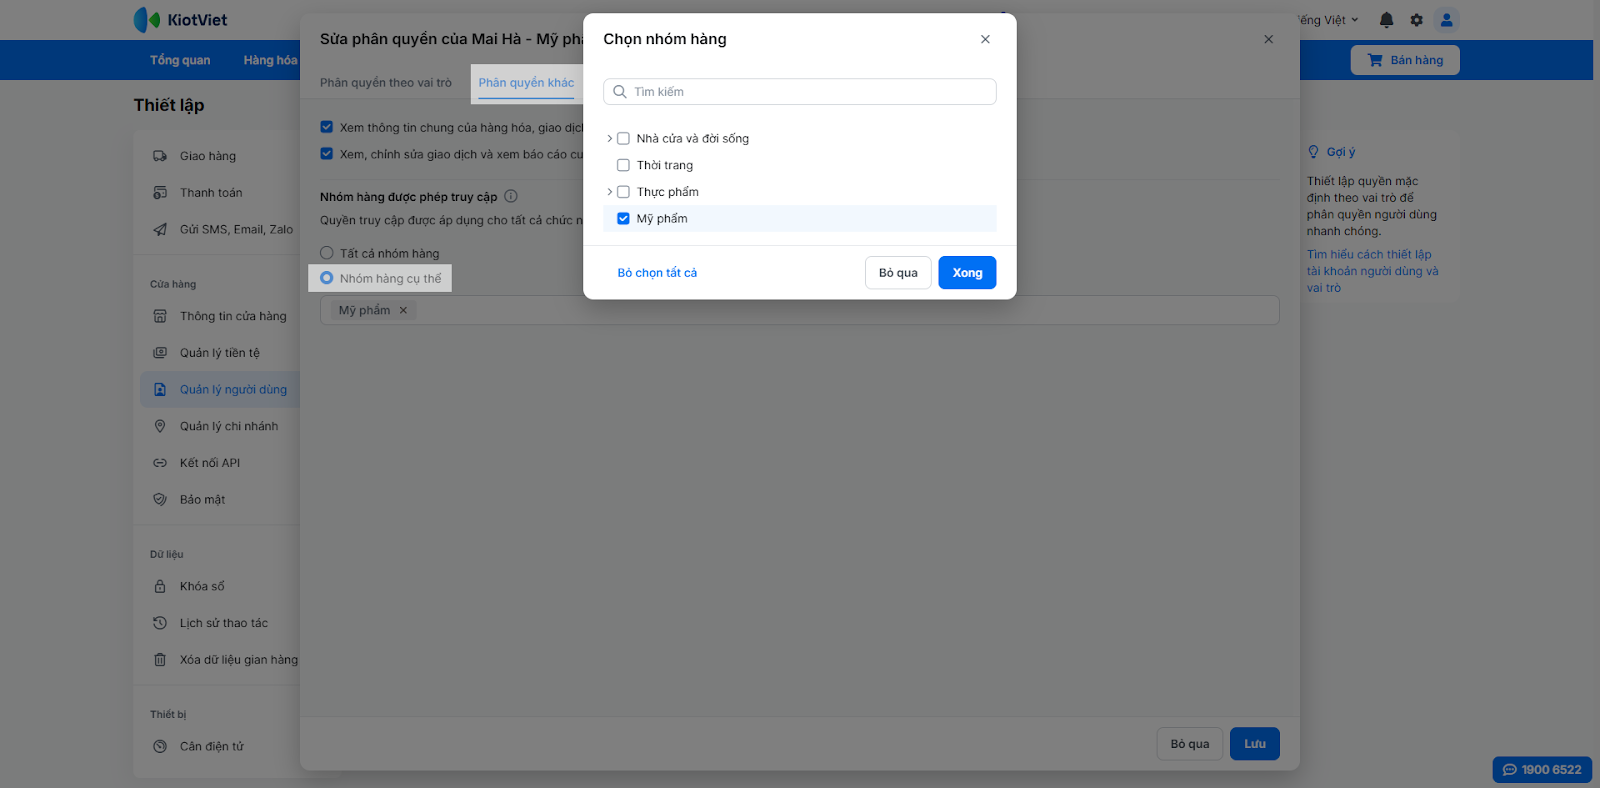 KiotViet
Tiếng Việt
Tổng quan
Hàng hóa
Bán hàng
Thiết lập
Giao hàng
Thanh toán
Gửi SMS, Email, Zalo
Cửa hàng
Thông tin cửa hàng
Quản lý tiền tệ
Quản lý người dùng
Quản lý chi nhánh
Kết nối API
Bảo mật
Dữ liệu
Khóa sổ
Lịch sử thao tác
Xóa dữ liệu gian hàng
Thiết bị
Cân điện tử
Sửa phân quyền của Mai Hà - Mỹ phẩ
Phân quyền theo vai trò
Phân quyền khác
Xem thông tin chung của hàng hóa, giao dịc
Xem, chỉnh sửa giao dịch và xem báo cáo củ
Nhóm hàng được phép truy cập
Quyền truy cập được áp dụng cho tất cả chức n
Tất cả nhóm hàng
Nhóm hàng cụ thể
Mỹ phẩm
Bỏ qua
Lưu
Chọn nhóm hàng
Tìm kiếm
Nhà cửa và đời sống
Thời trang
Thực phẩm
Mỹ phẩm
Bỏ chọn tất cả
Bỏ qua
Xong
Gợi ý
Thiết lập quyền mặc
định theo vai trò để
phân quyền người dùng
nhanh chóng.
Tìm hiểu cách thiết lập
tài khoản người dùng và
vai trò
1900 6522